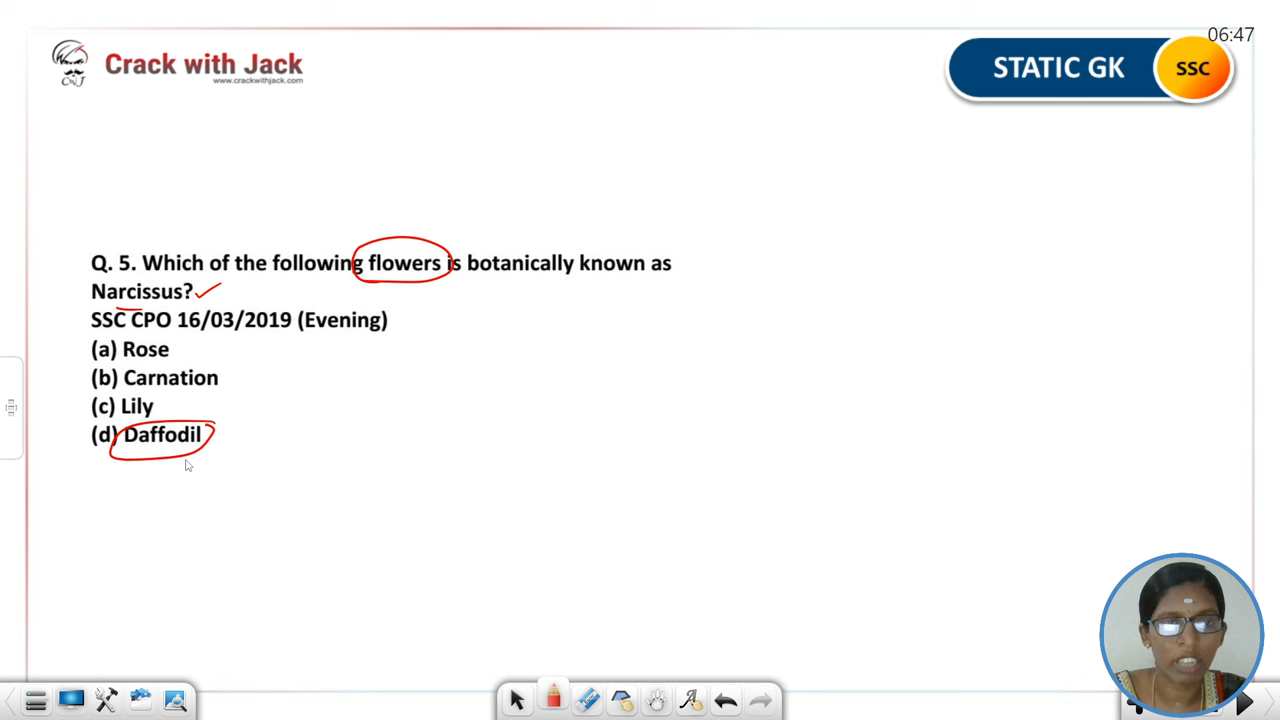 06:47
Crack with Jack
www.crackwithjack.com
CwJ
STATIC GK
SSC
Q. 5. Which of the following flowers is botanically known as
Narcissus?
SSC CPO 16/03/2019 (Evening)
(a) Rose
(b) Carnation
(c) Lily
(d) Daffodil